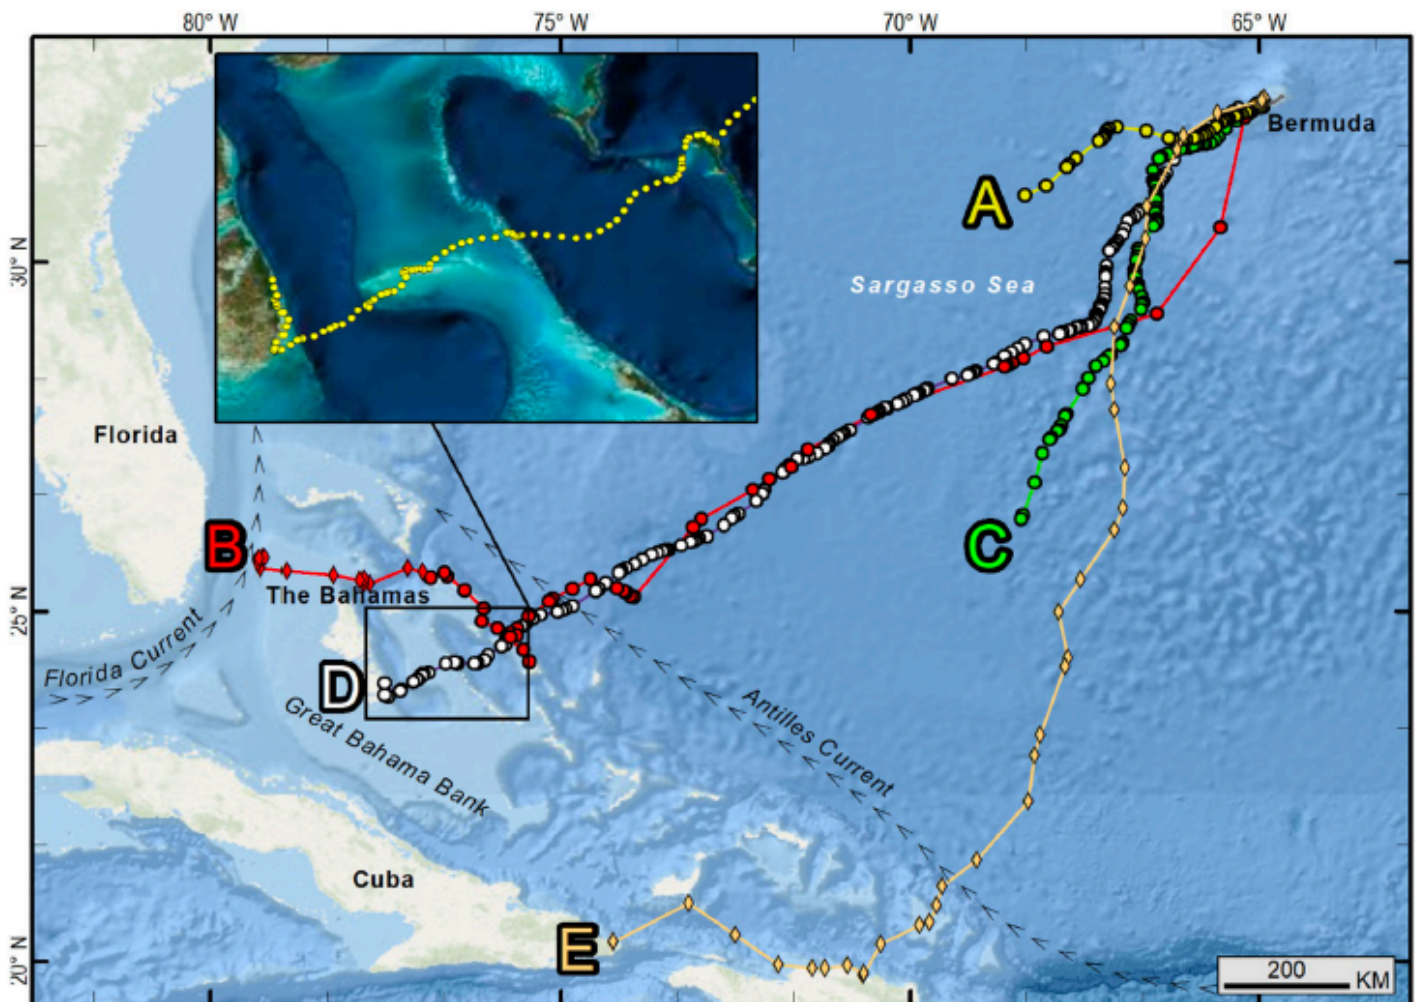 80° W
75° W
70° W
65° W
Bermuda
A
30° N
Sargasso Sea
Florida
B
C
The Bahamas
25° N
Florida Current
D
Antilles Current
Great Bahama Bank
Cuba
E
20° N
200
KM